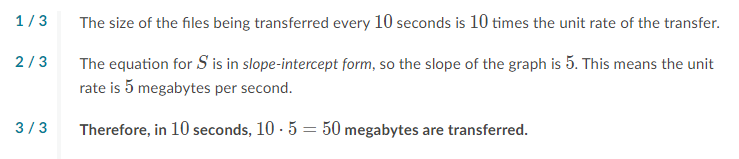 1 / 3 The size of the files being transferred every 10 seconds is 10 times the unit rate of the transfer.
2 / 3 The equation for S is in slope-intercept form, so the slope of the graph is 5. This means the unit
rate is 5 megabytes per second.
3 / 3 Therefore, in 10 seconds, 10 · 5 = 50 megabytes are transferred.